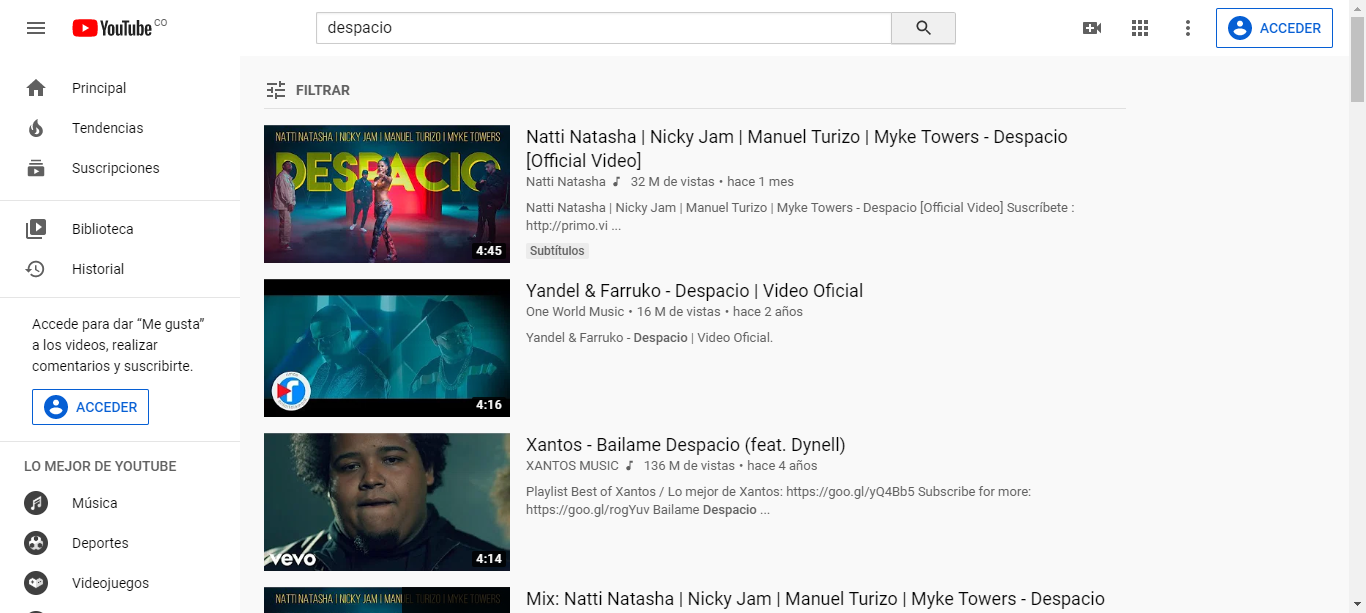 YouTube CO
despacio
ACCEDER
Principal
Tendencias
Suscripciones
Biblioteca
Historial
Accede para dar “Me gusta”
a los videos, realizar
comentarios y suscribirte.
ACCEDER
LO MEJOR DE YOUTUBE
Música
Deportes
Videojuegos
FILTRAR
NATTI NATASHA | NICKY JAM | MANUEL TURIZO | MYKE TOWERS
DESPACIO
4:45
Natti Natasha | Nicky Jam | Manuel Turizo | Myke Towers - Despacio
[Official Video]
Natti Natasha 32 M de vistas • hace 1 mes
Natti Natasha | Nicky Jam | Manuel Turizo | Myke Towers - Despacio [Official Video] Suscríbete :
http://primo.vi ...
Subtítulos
4:16
Yandel & Farruko - Despacio | Video Oficial
One World Music • 16 M de vistas • hace 2 años
Yandel & Farruko - Despacio | Video Oficial.
vevo
4:14
Xantos - Bailame Despacio (feat. Dynell)
XANTOS MUSIC 136 M de vistas • hace 4 años
Playlist Best of Xantos / Lo mejor de Xantos: https://goo.gl/yQ4Bb5 Subscribe for more:
https://goo.gl/rogYuv Bailame Despacio ...
NATTI NATASHA | NICKY JAM | MANUEL TURIZO | MYKE TOWERS
Mix: Natti Natasha | Nicky Jam | Manuel Turizo | Myke Towers - Despacio